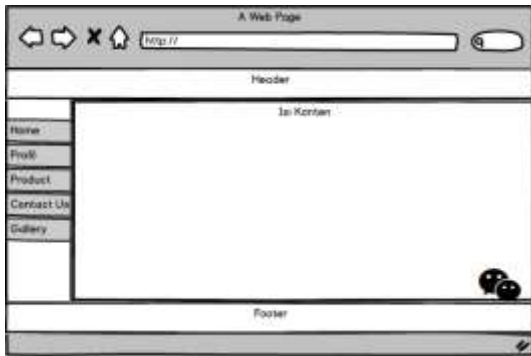 A Web Page
http://
Header
Isi Konten
Home
Profil
Product
Contact Us
Gallery
Footer